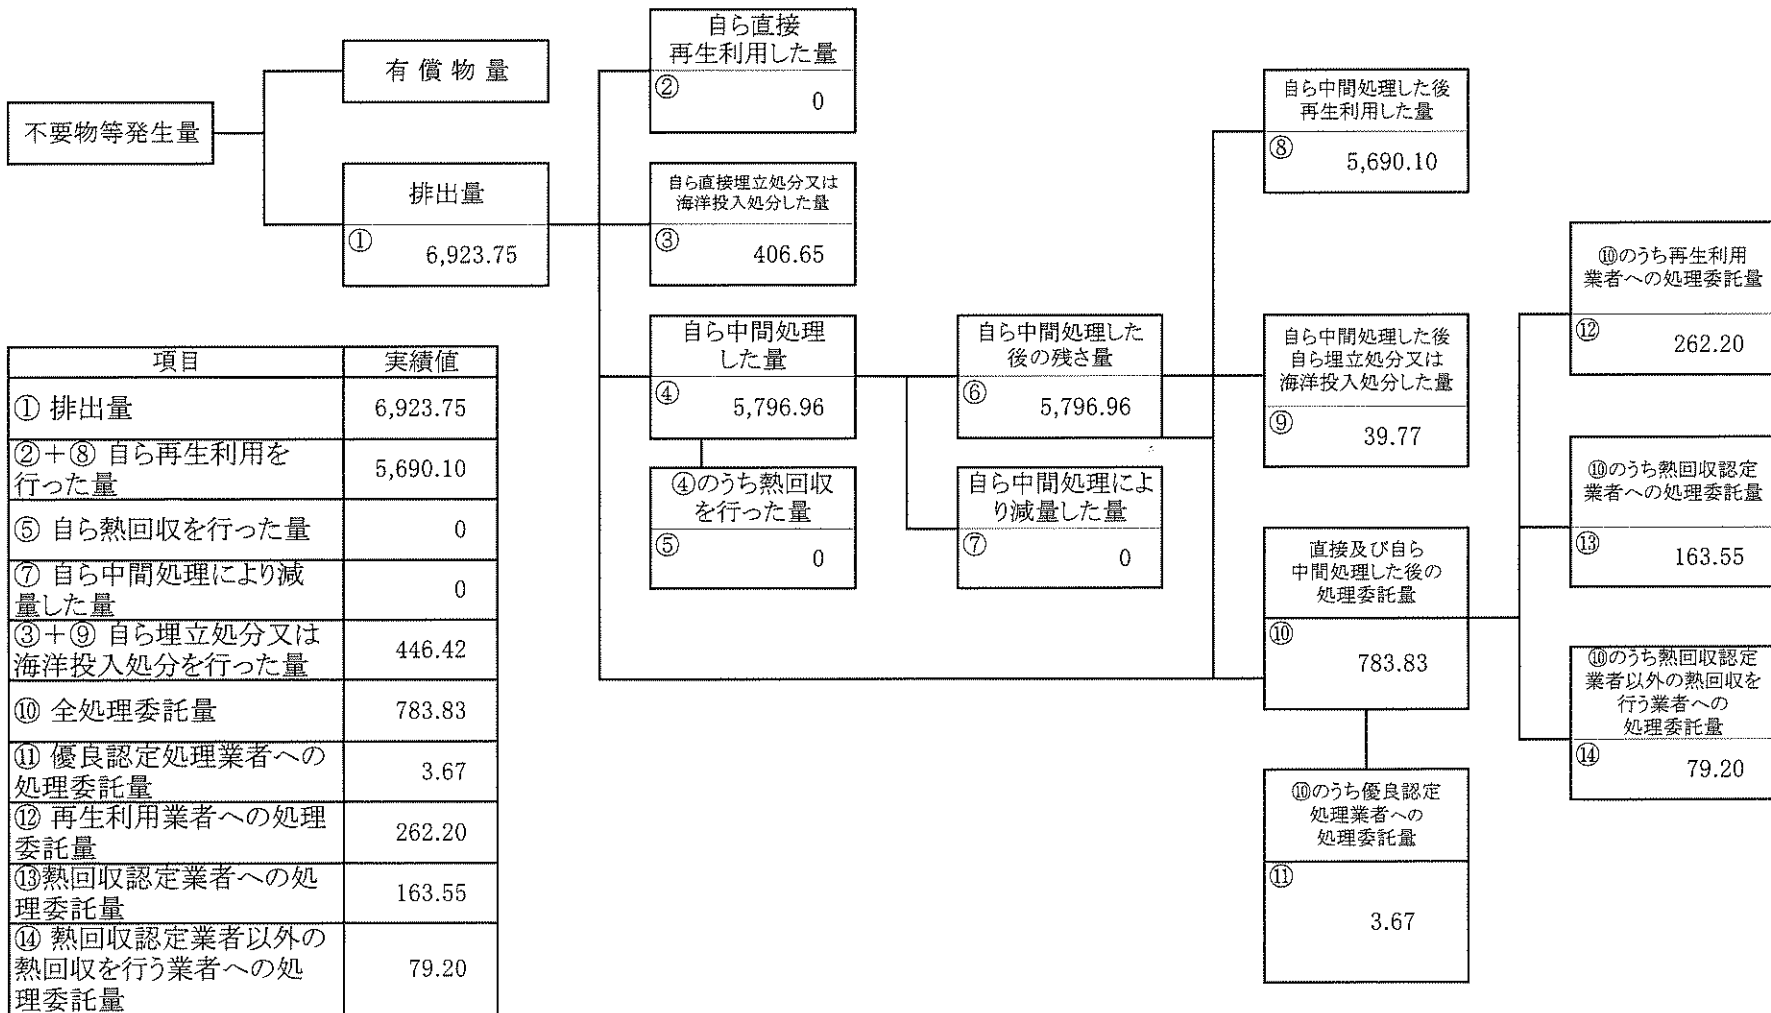 不要物等発生量
有償物量
排出量
①
6,923.75
自ら直接
再生利用した量
②
0
自ら直接埋立処分又は
海洋投入処分した量
③
406.65
自ら中間処理
した量
④
5,796.96
④のうち熱回収
を行った量
⑤
0
自ら中間処理した
後の残さ量
⑥
5,796.96
自ら中間処理によ
り減量した量
⑦
0
自ら中間処理した後
再生利用した量
⑧
5,690.10
自ら中間処理した後
自ら埋立処分又は
海洋投入処分した量
⑨
39.77
直接及び自ら
中間処理した後の
処理委託量
⑩
783.83
⑩のうち優良認定
処理業者への
処理委託量
⑪
3.67
⑩のうち再生利用
業者への処理委託量
⑫
262.20
⑩のうち熱回収認定
業者への処理委託量
⑬
163.55
⑩のうち熱回収認定
業者以外の熱回収を
行う業者への
処理委託量
⑭
79.20
項目 実績値
① 排出量 6,923.75
②+⑧ 自ら再生利用を
行った量 5,690.10
⑤ 自ら熱回収を行った量 0
⑦ 自ら中間処理により減
量した量 0
③+⑨ 自ら埋立処分又は
海洋投入処分を行った量 446.42
⑩ 全処理委託量 783.83
⑪ 優良認定処理業者への
処理委託量 3.67
⑫ 再生利用業者への処理
委託量 262.20
⑬熱回収認定業者への処
理委託量 163.55
⑭ 熱回収認定業者以外の
熱回収を行う業者への処
理委託量 79.20